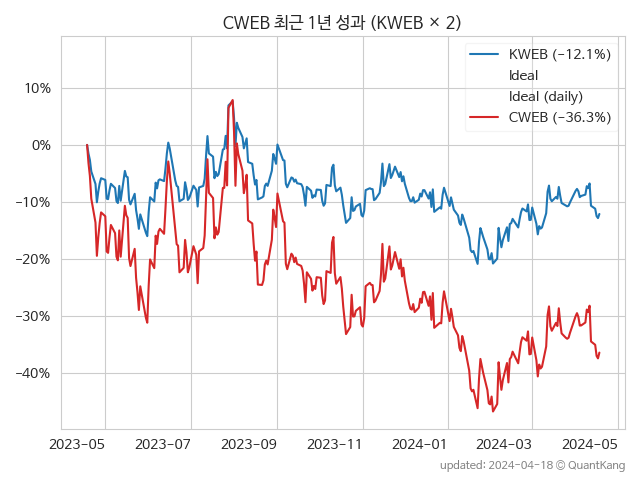 CWEB 최근 1년 성과 (KWEB × 2)
KWEB (−12.1%)
Ideal
Ideal (daily)
CWEB (−36.3%)
10%
0%
−10%
−20%
−30%
−40%
2023−05
2023−07
2023−09
2023−11
2024−01
2024−03
2024−05
updated: 2024−04−18 © QuantKang